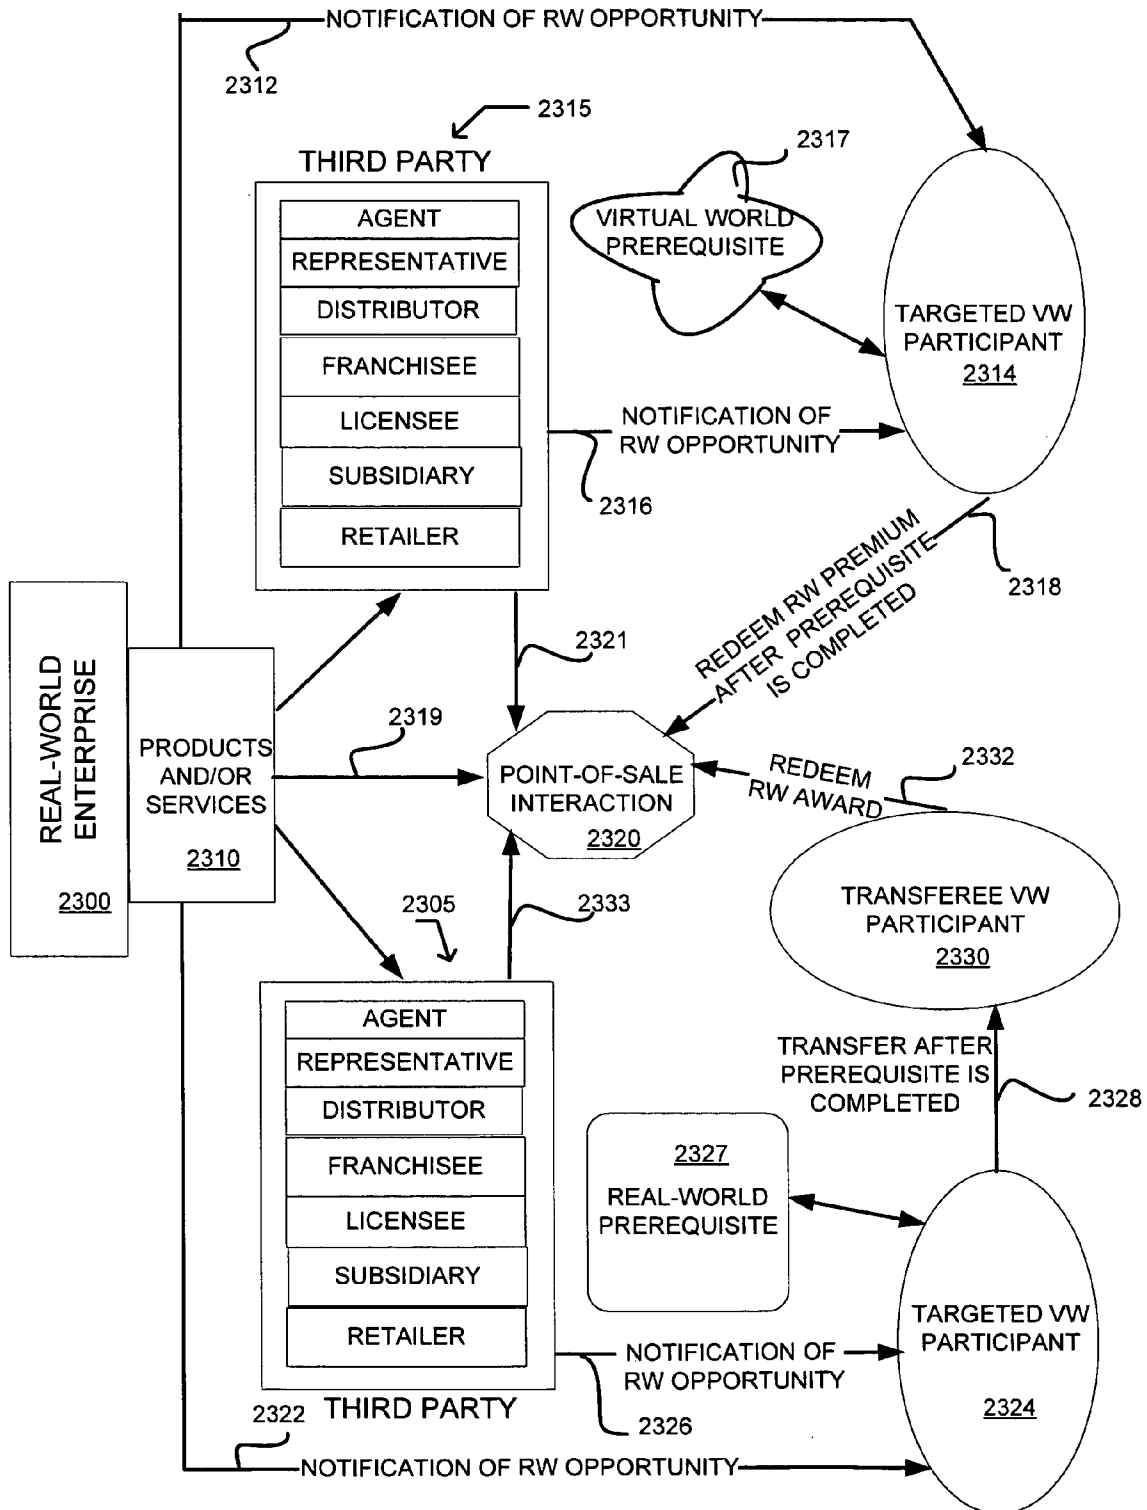 NOTIFICATION OF RW OPPORTUNITY
2312
2315
THIRD PARTY
AGENT
REPRESENTATIVE
DISTRIBUTOR
FRANCHISEE
LICENSEE
SUBSIDIARY
RETAILER
2317
VIRTUAL WORLD
PREREQUISITE
TARGETED VW
PARTICIPANT
2314
NOTIFICATION OF
RW OPPORTUNITY
2316
REDEEM RW PREMIUM
AFTER PREREQUISITE
IS COMPLETED
2318
2321
REAL-WORLD
ENTERPRISE
2300
PRODUCTS
AND/OR
SERVICES
2310
2319
POINT-OF-SALE
INTERACTION
2320
REDEEM
RW AWARD
2332
2305
2333
TRANSFEREE VW
PARTICIPANT
2330
AGENT
REPRESENTATIVE
DISTRIBUTOR
FRANCHISEE
LICENSEE
SUBSIDIARY
RETAILER
THIRD PARTY
TRANSFER AFTER
PREREQUISITE IS
COMPLETED
2328
2327
REAL-WORLD
PREREQUISITE
TARGETED VW
PARTICIPANT
2324
NOTIFICATION OF
RW OPPORTUNITY
2326
2322
NOTIFICATION OF RW OPPORTUNITY